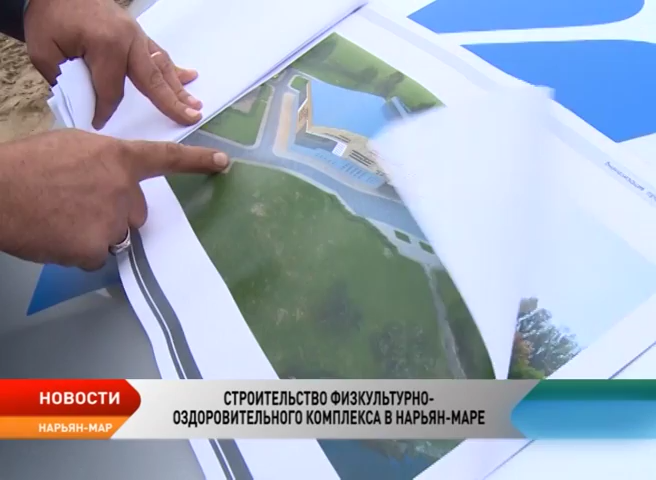 НОВОСТИ
НАРЬЯН-МАР
СТРОИТЕЛЬСТВО ФИЗКУЛЬТУРНО-
ОЗДОРОВИТЕЛЬНОГО КОМПЛЕКСА В НАРЬЯН-МАРЕ